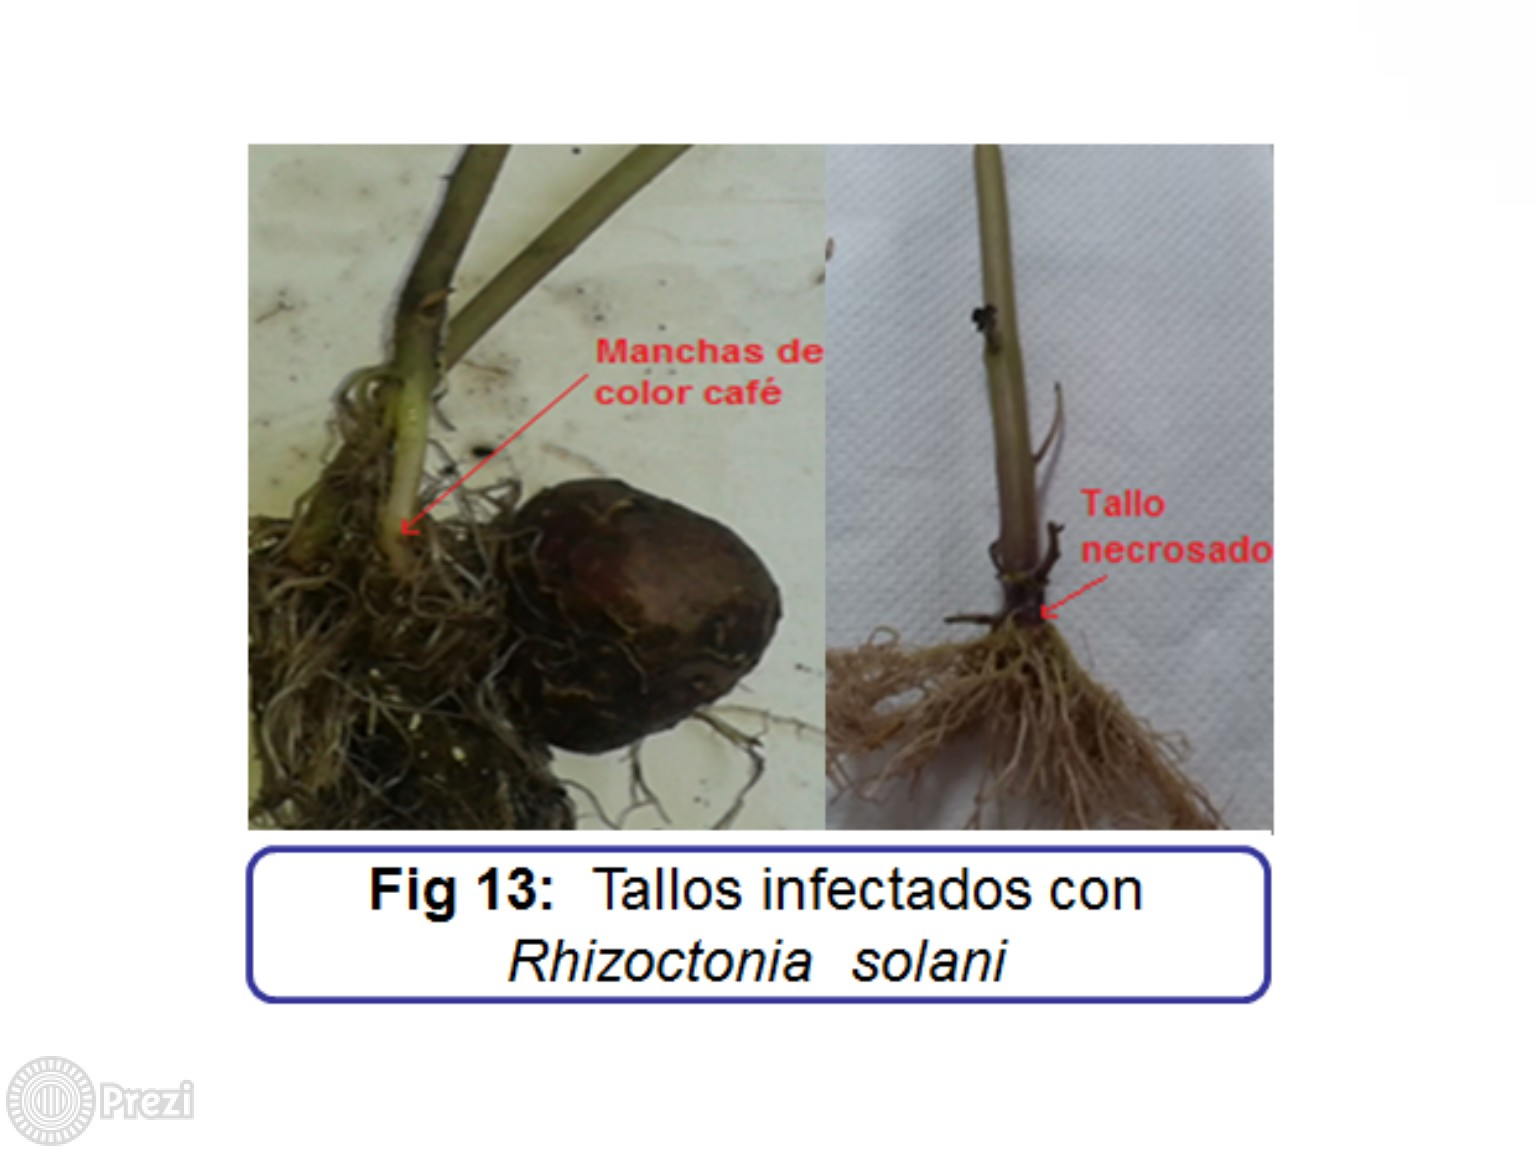 Manchas de
color café
Tallo
necrosado
Fig 13: Tallos infectados con
Rhizoctonia solani
Prezi